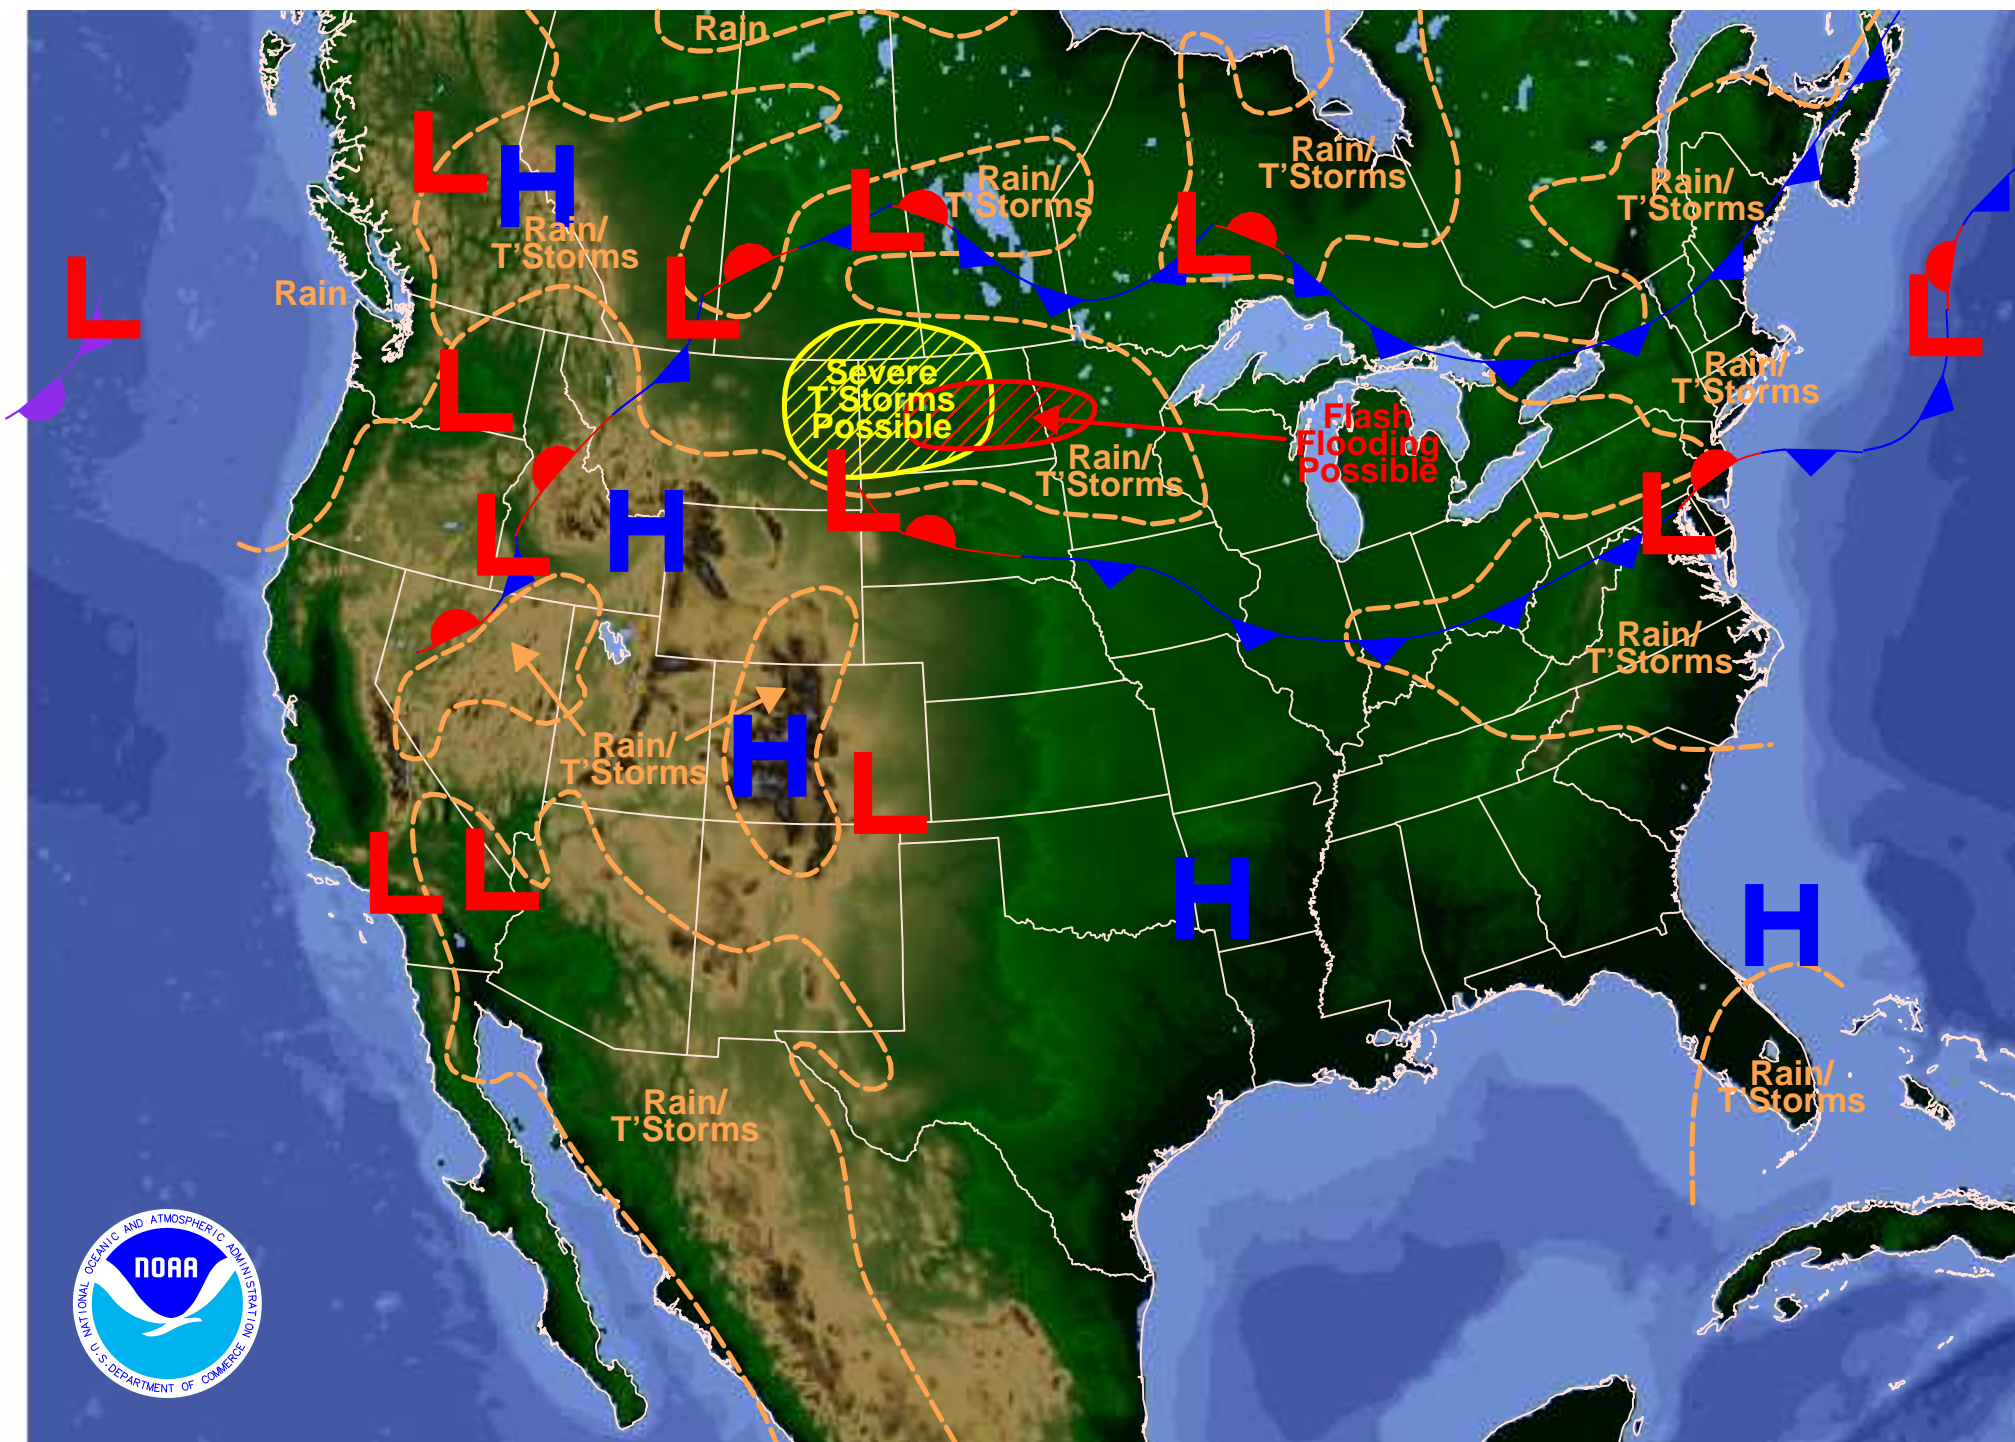 Rain
L
H
Rain/
T'Storms
Rain/
T'Storms
Rain/
T'Storms
L
L
Rain/
T'Storms
Rain
L
L
L
L
Severe
T'Storms
Possible
Rain/
T'Storms
L
Flash
Flooding
Possible
Rain/
T'Storms
L
L
H
L
L
Rain/
T'Storms
Rain/
T'Storms
H
L
L
L
H
H
Rain/
T'Storms
Rain/
T'Storms
NATIONAL OCEANIC AND ATMOSPHERIC ADMINISTRATION
NOAA
U.S. DEPARTMENT OF COMMERCE